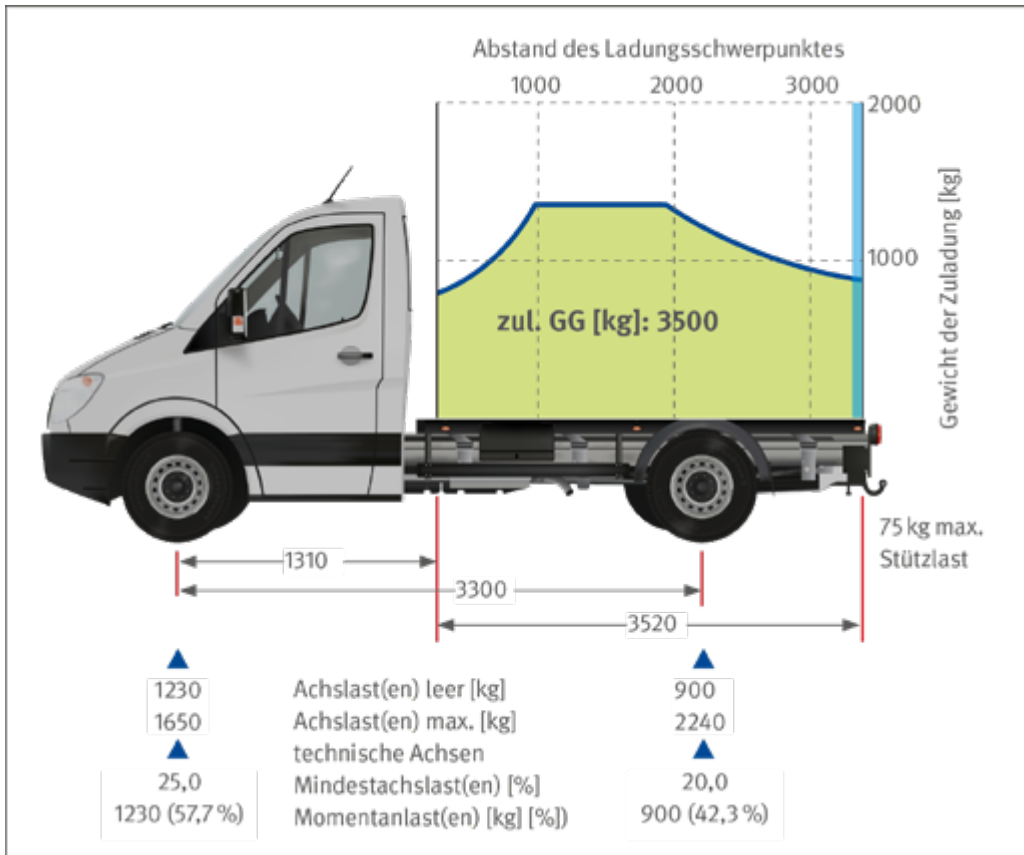 Abstand des Ladungsschwerpunktes
1000 2000 3000
2000
1000
Gewicht der Zuladung [kg]
zul. GG [kg]: 3500
75 kg max.
Stützlast
1310
3300
3520
1230 Achslast(en) leer [kg] 900
1650 Achslast(en) max. [kg] 2240
technische Achsen
25,0 Mindestachslast(en) [%] 20,0
1230 (57,7 %) Momentanlast(en) [kg] [%]) 900 (42,3 %)